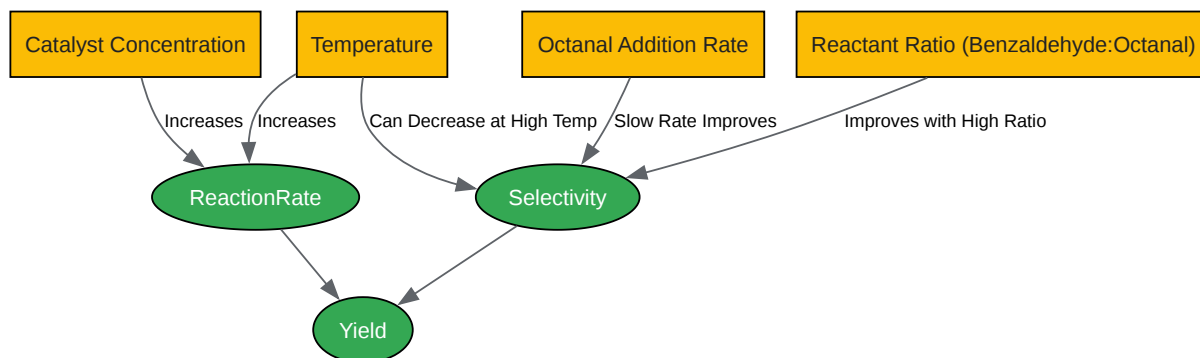 Catalyst Concentration
Temperature
Octanal Addition Rate
Reactant Ratio (Benzaldehyde:Octanal)
Increases
Increases
Can Decrease at High Temp
Slow Rate Improves
Improves with High Ratio
ReactionRate
Selectivity
Yield